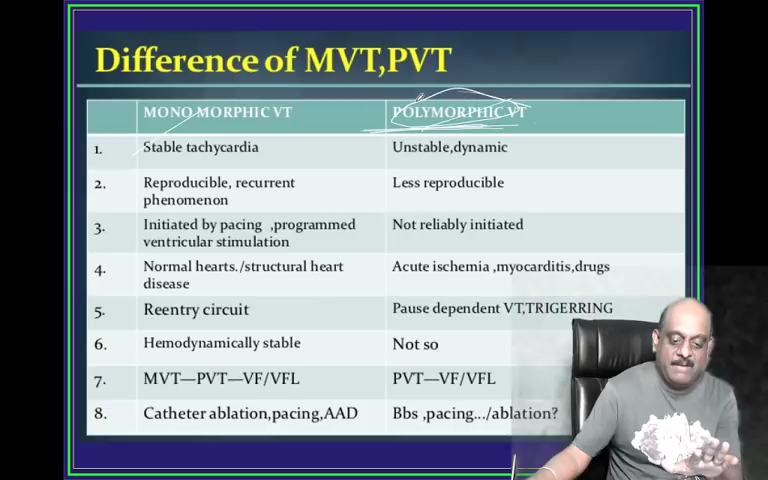 Difference of MVT,PVT
MONO MORPHIC VT POLYMORPHIC VT
1. Stable tachycardia Unstable,dynamic
2. Reproducible, recurrent Less reproducible
phenomenon
3. Initiated by pacing ,programmed Not reliably initiated
ventricular stimulation
4. Normal hearts./structural heart Acute ischemia ,myocarditis,drugs
disease
5. Reentry circuit Pause dependent VT,TRIGERRING
6. Hemodynamically stable Not so
7. MVT—PVT—VF/VFL PVT—VF/VFL
8. Catheter ablation,pacing,AAD Bbs ,pacing.../ablation?